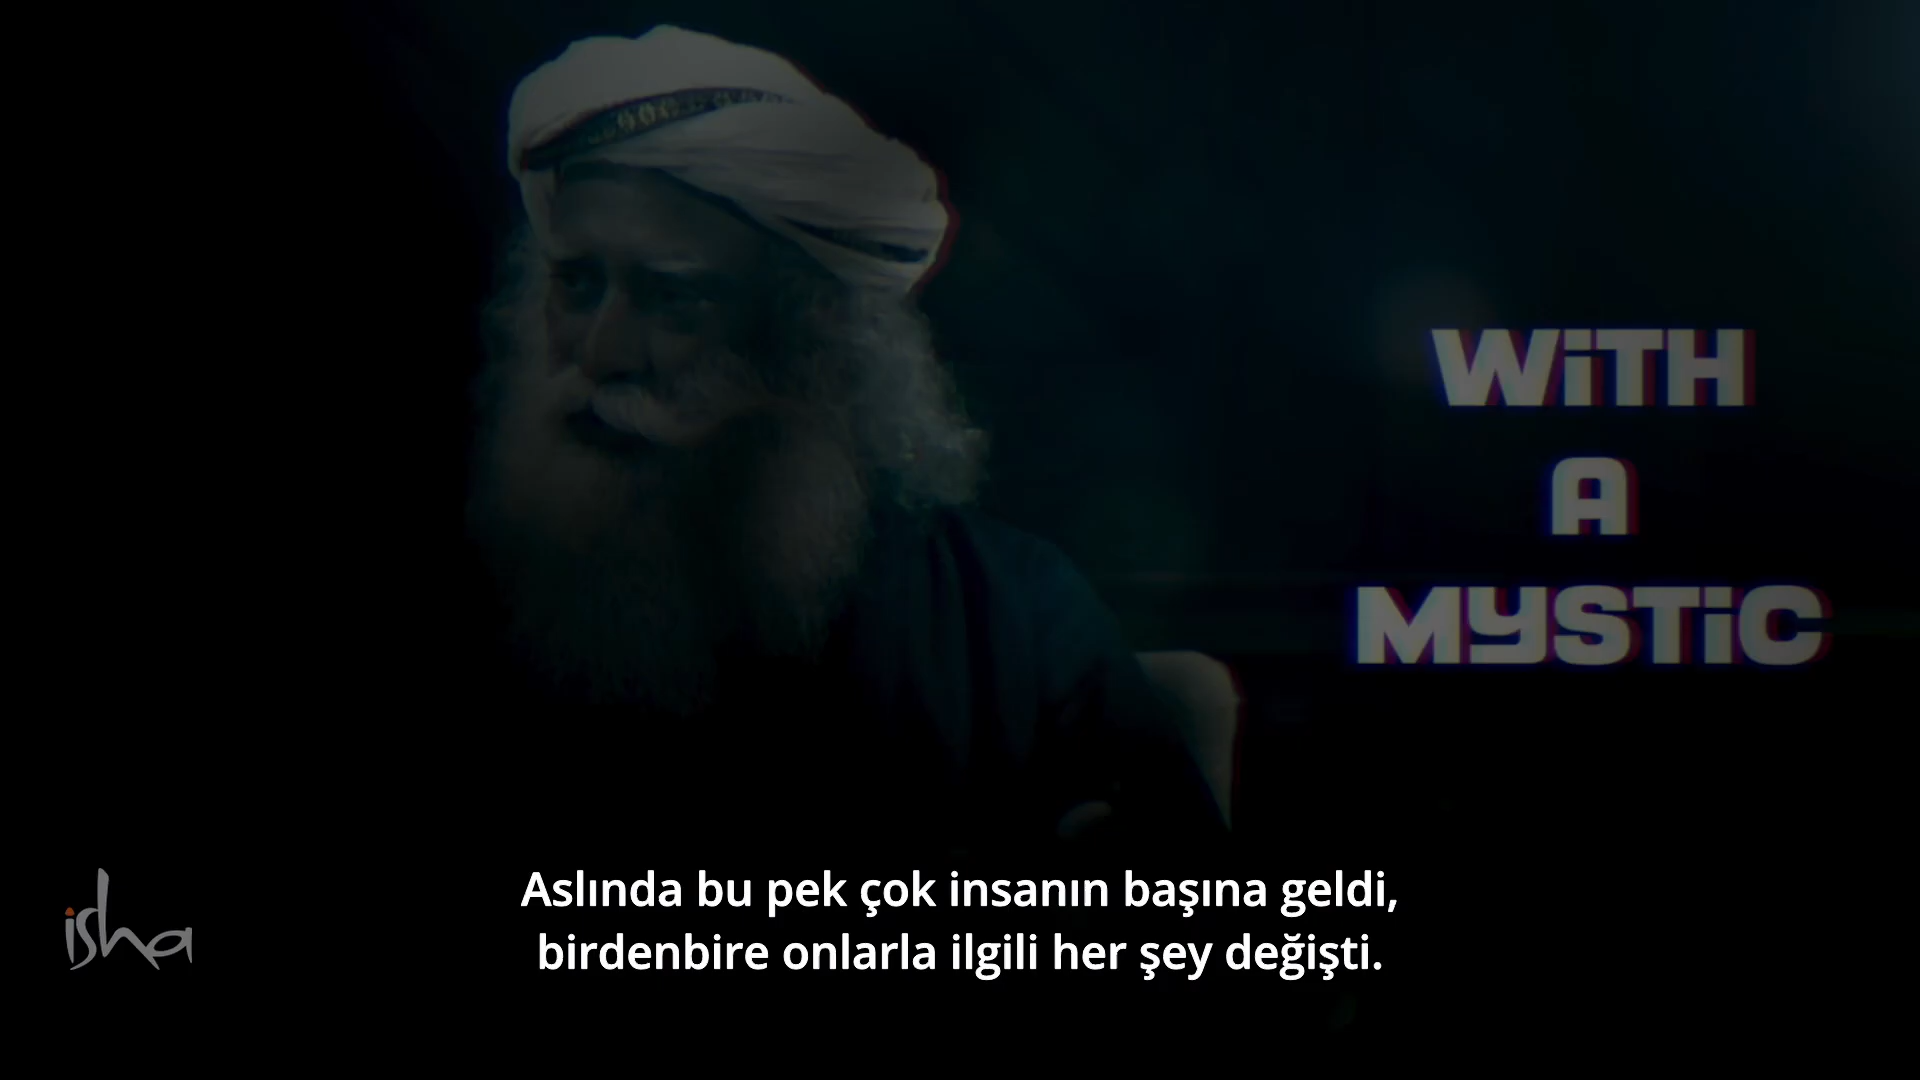 WiTH
A
MYSTiC
isha
Aslında bu pek çok insanın başına geldi,
birdenbire onlarla ilgili her şey değişti.